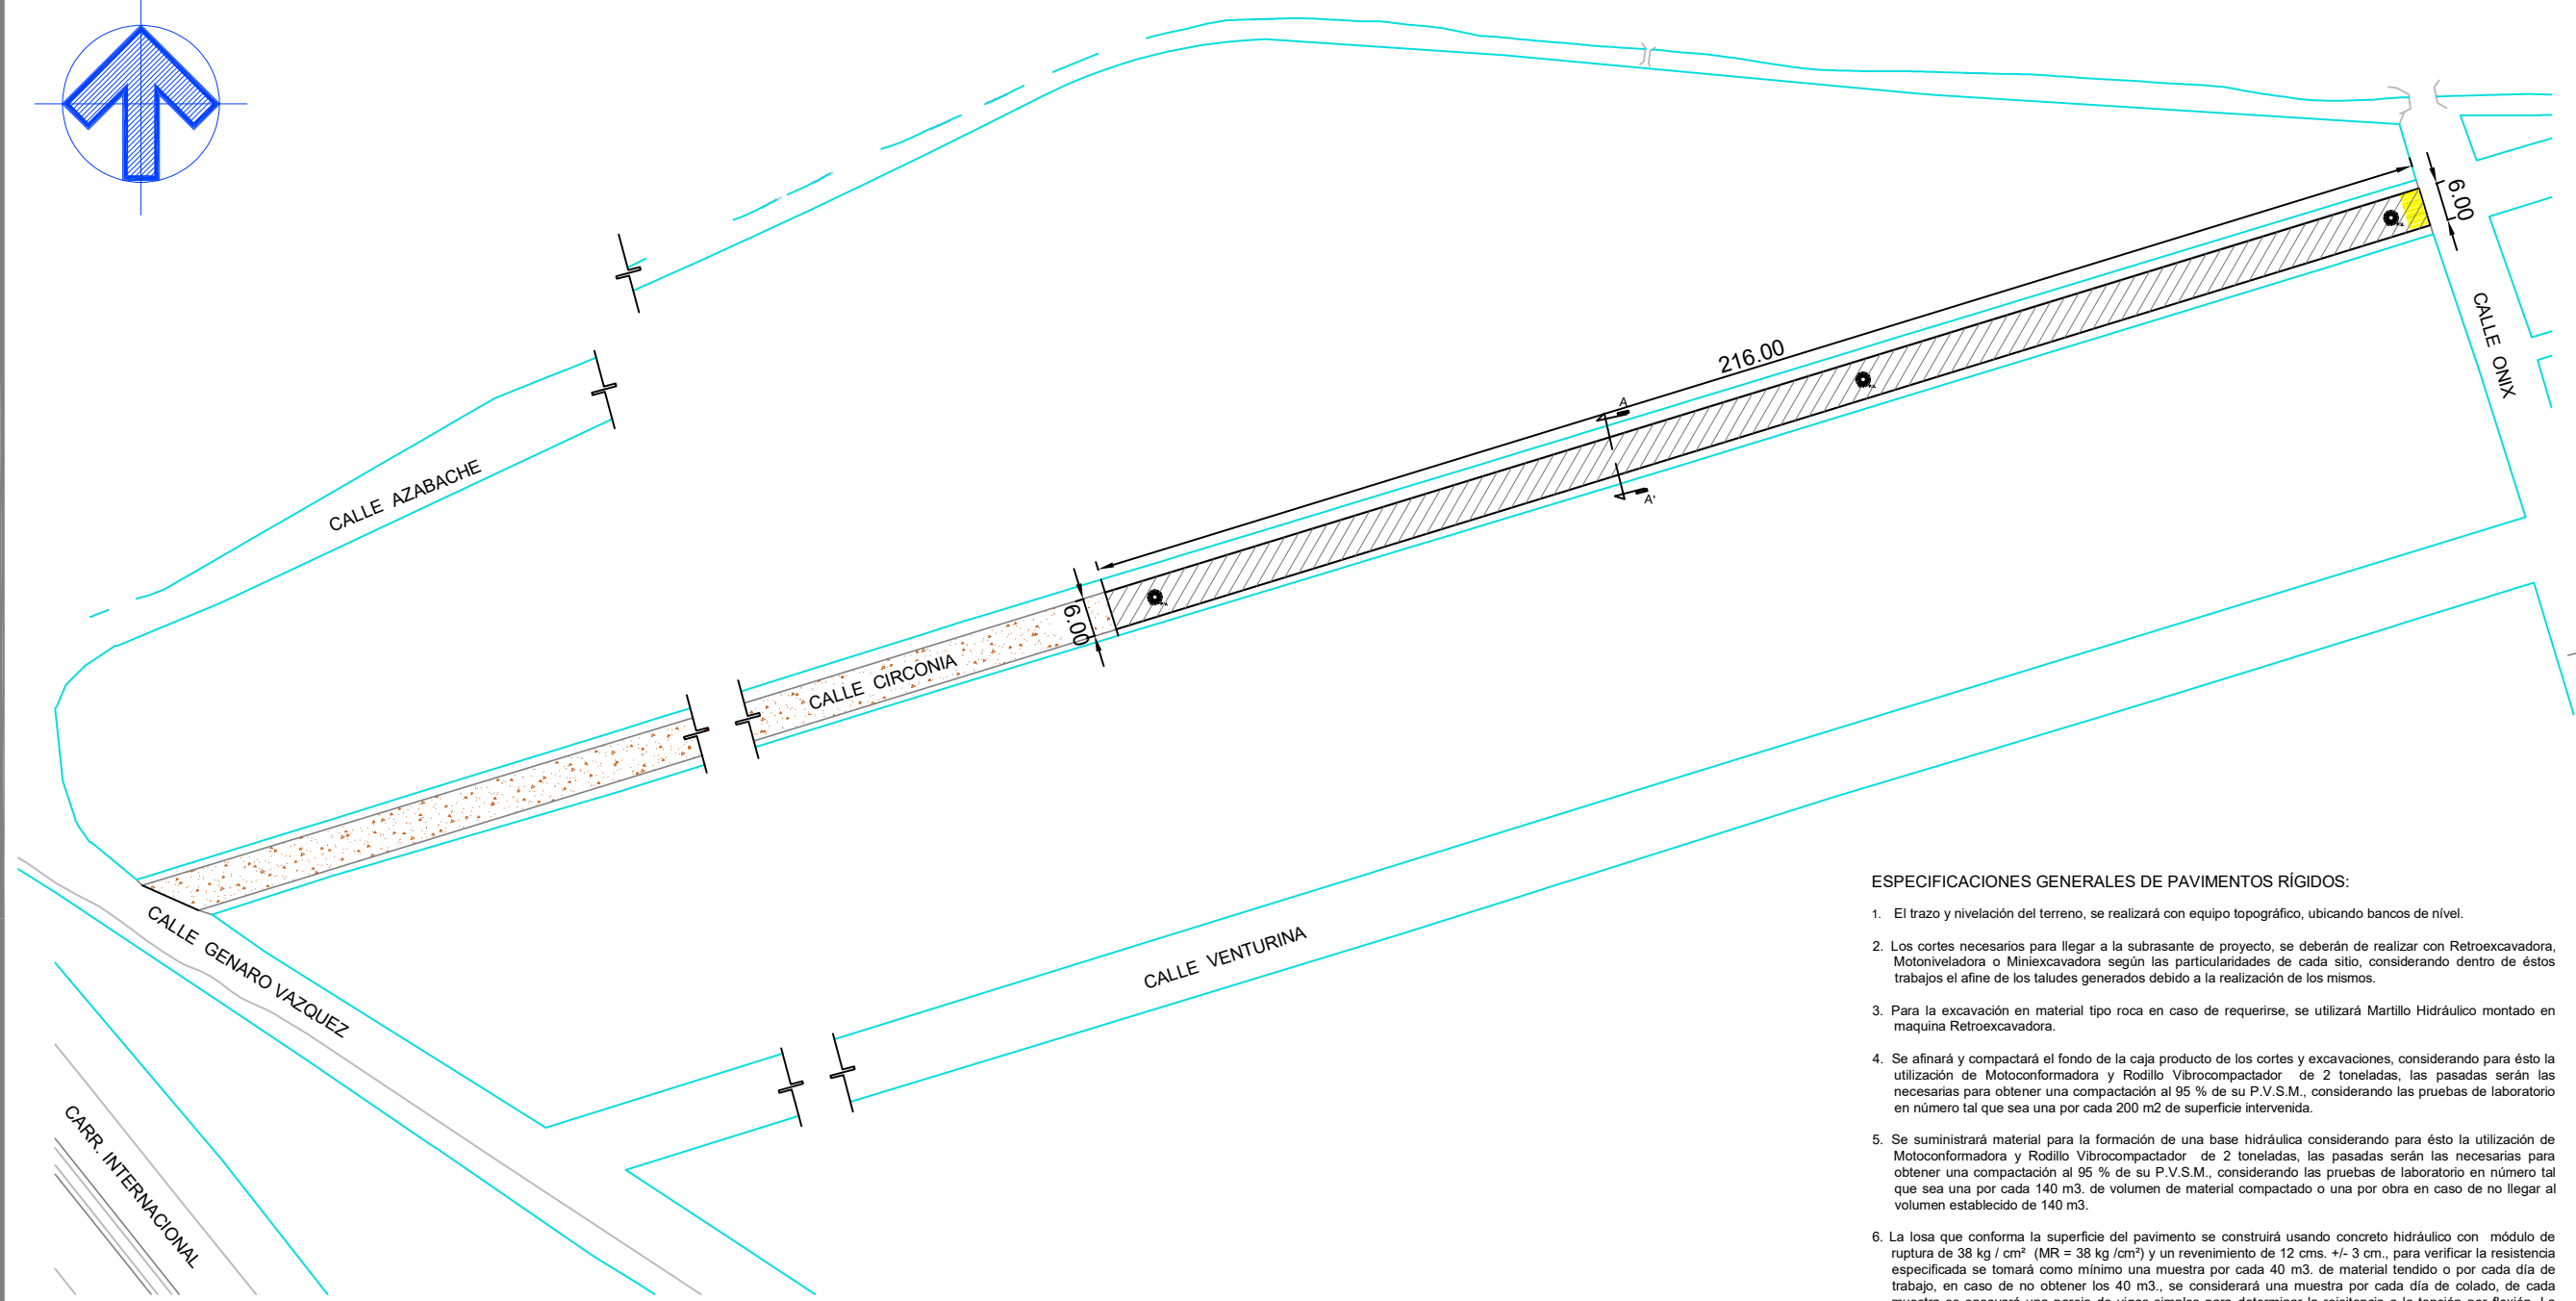 6.00
CALLE ONIX
216.00
A
A'
CALLE AZABACHE
6.00
CALLE CIRCONIA
CALLE GENARO VAZQUEZ
CALLE VENTURINA
CARR. INTERNACIONAL
ESPECIFICACIONES GENERALES DE PAVIMENTOS RÍGIDOS:
1. El trazo y nivelación del terreno, se realizará con equipo topográfico, ubicando bancos de nível.
2. Los cortes necesarios para llegar a la subrasante de proyecto, se deberán de realizar con Retroexcavadora,
Motoniveladora o Miniexcavadora según las particularidades de cada sitio, considerando dentro de éstos
trabajos el afine de los taludes generados debido a la realización de los mismos.
3. Para la excavación en material tipo roca en caso de requerirse, se utilizará Martillo Hidráulico montado en
maquina Retroexcavadora.
4. Se afinará y compactará el fondo de la caja producto de los cortes y excavaciones, considerando para ésto la
utilización de Motoconformadora y Rodillo Vibrocompactador de 2 toneladas, las pasadas serán las
necesarias para obtener una compactación al 95 % de su P.V.S.M., considerando las pruebas de laboratorio
en número tal que sea una por cada 200 m2 de superficie intervenida.
5. Se suministrará material para la formación de una base hidráulica considerando para ésto la utilización de
Motoconformadora y Rodillo Vibrocompactador de 2 toneladas, las pasadas serán las necesarias para
obtener una compactación al 95 % de su P.V.S.M., considerando las pruebas de laboratorio en número tal
que sea una por cada 140 m3. de volumen de material compactado o una por obra en caso de no llegar al
volumen establecido de 140 m3.
6. La losa que conforma la superficie del pavimento se construirá usando concreto hidráulico con módulo de
ruptura de 38 kg / cm² (MR = 38 kg /cm²) y un revenimiento de 12 cms. +/- 3 cm., para verificar la resistencia
especificada se tomará como mínimo una muestra por cada 40 m3. de material tendido o por cada día de
trabajo, en caso de no obtener los 40 m3., se considerará una muestra por cada día de colado, de cada